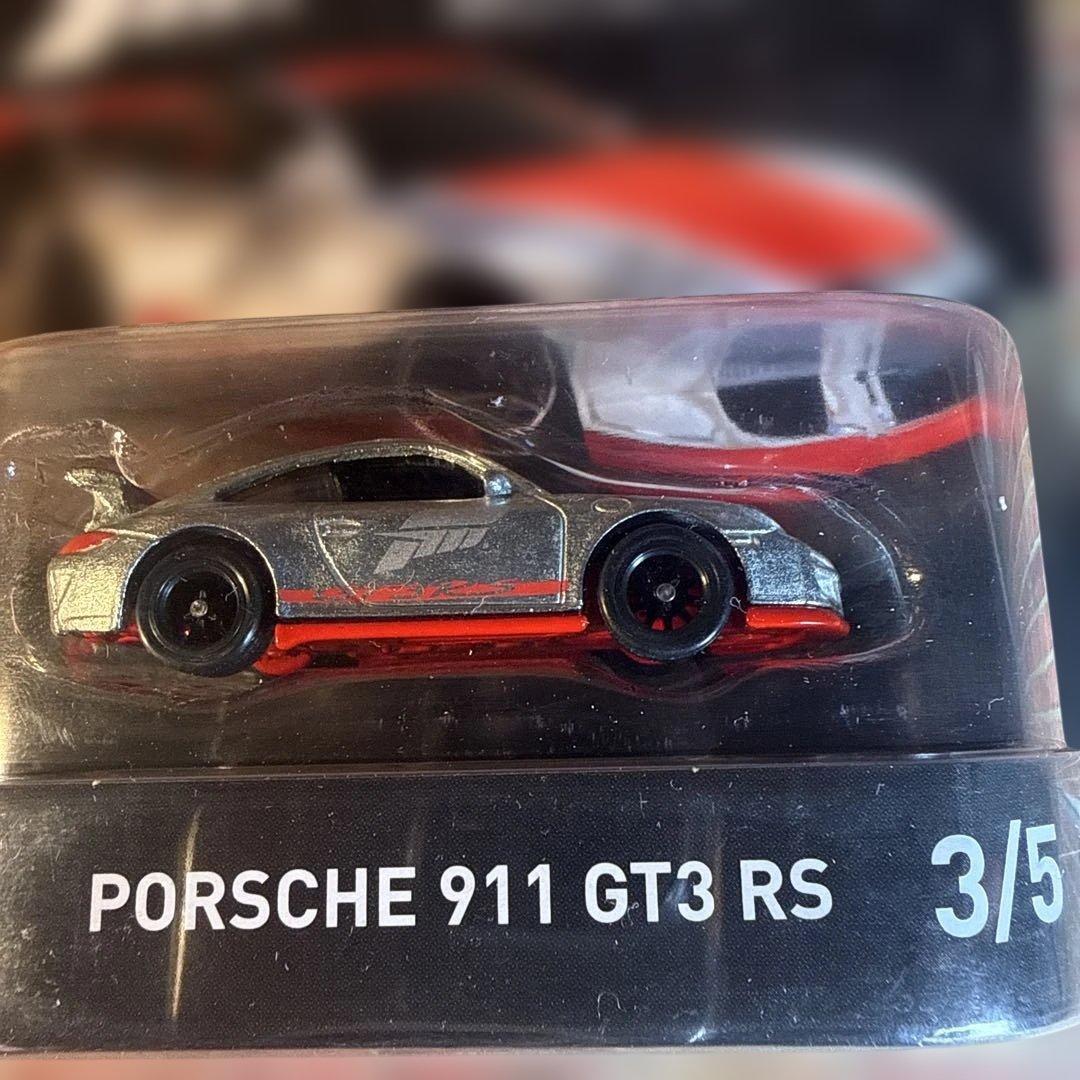 PORSCHE 911 GT3 RS 3/5